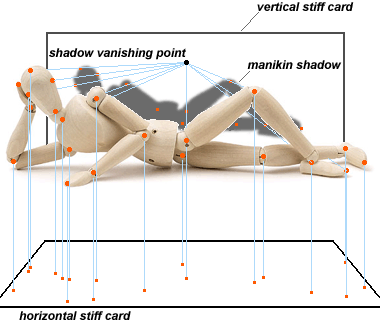 vertical stiff card
shadow vanishing point
manikin shadow
horizontal stiff card